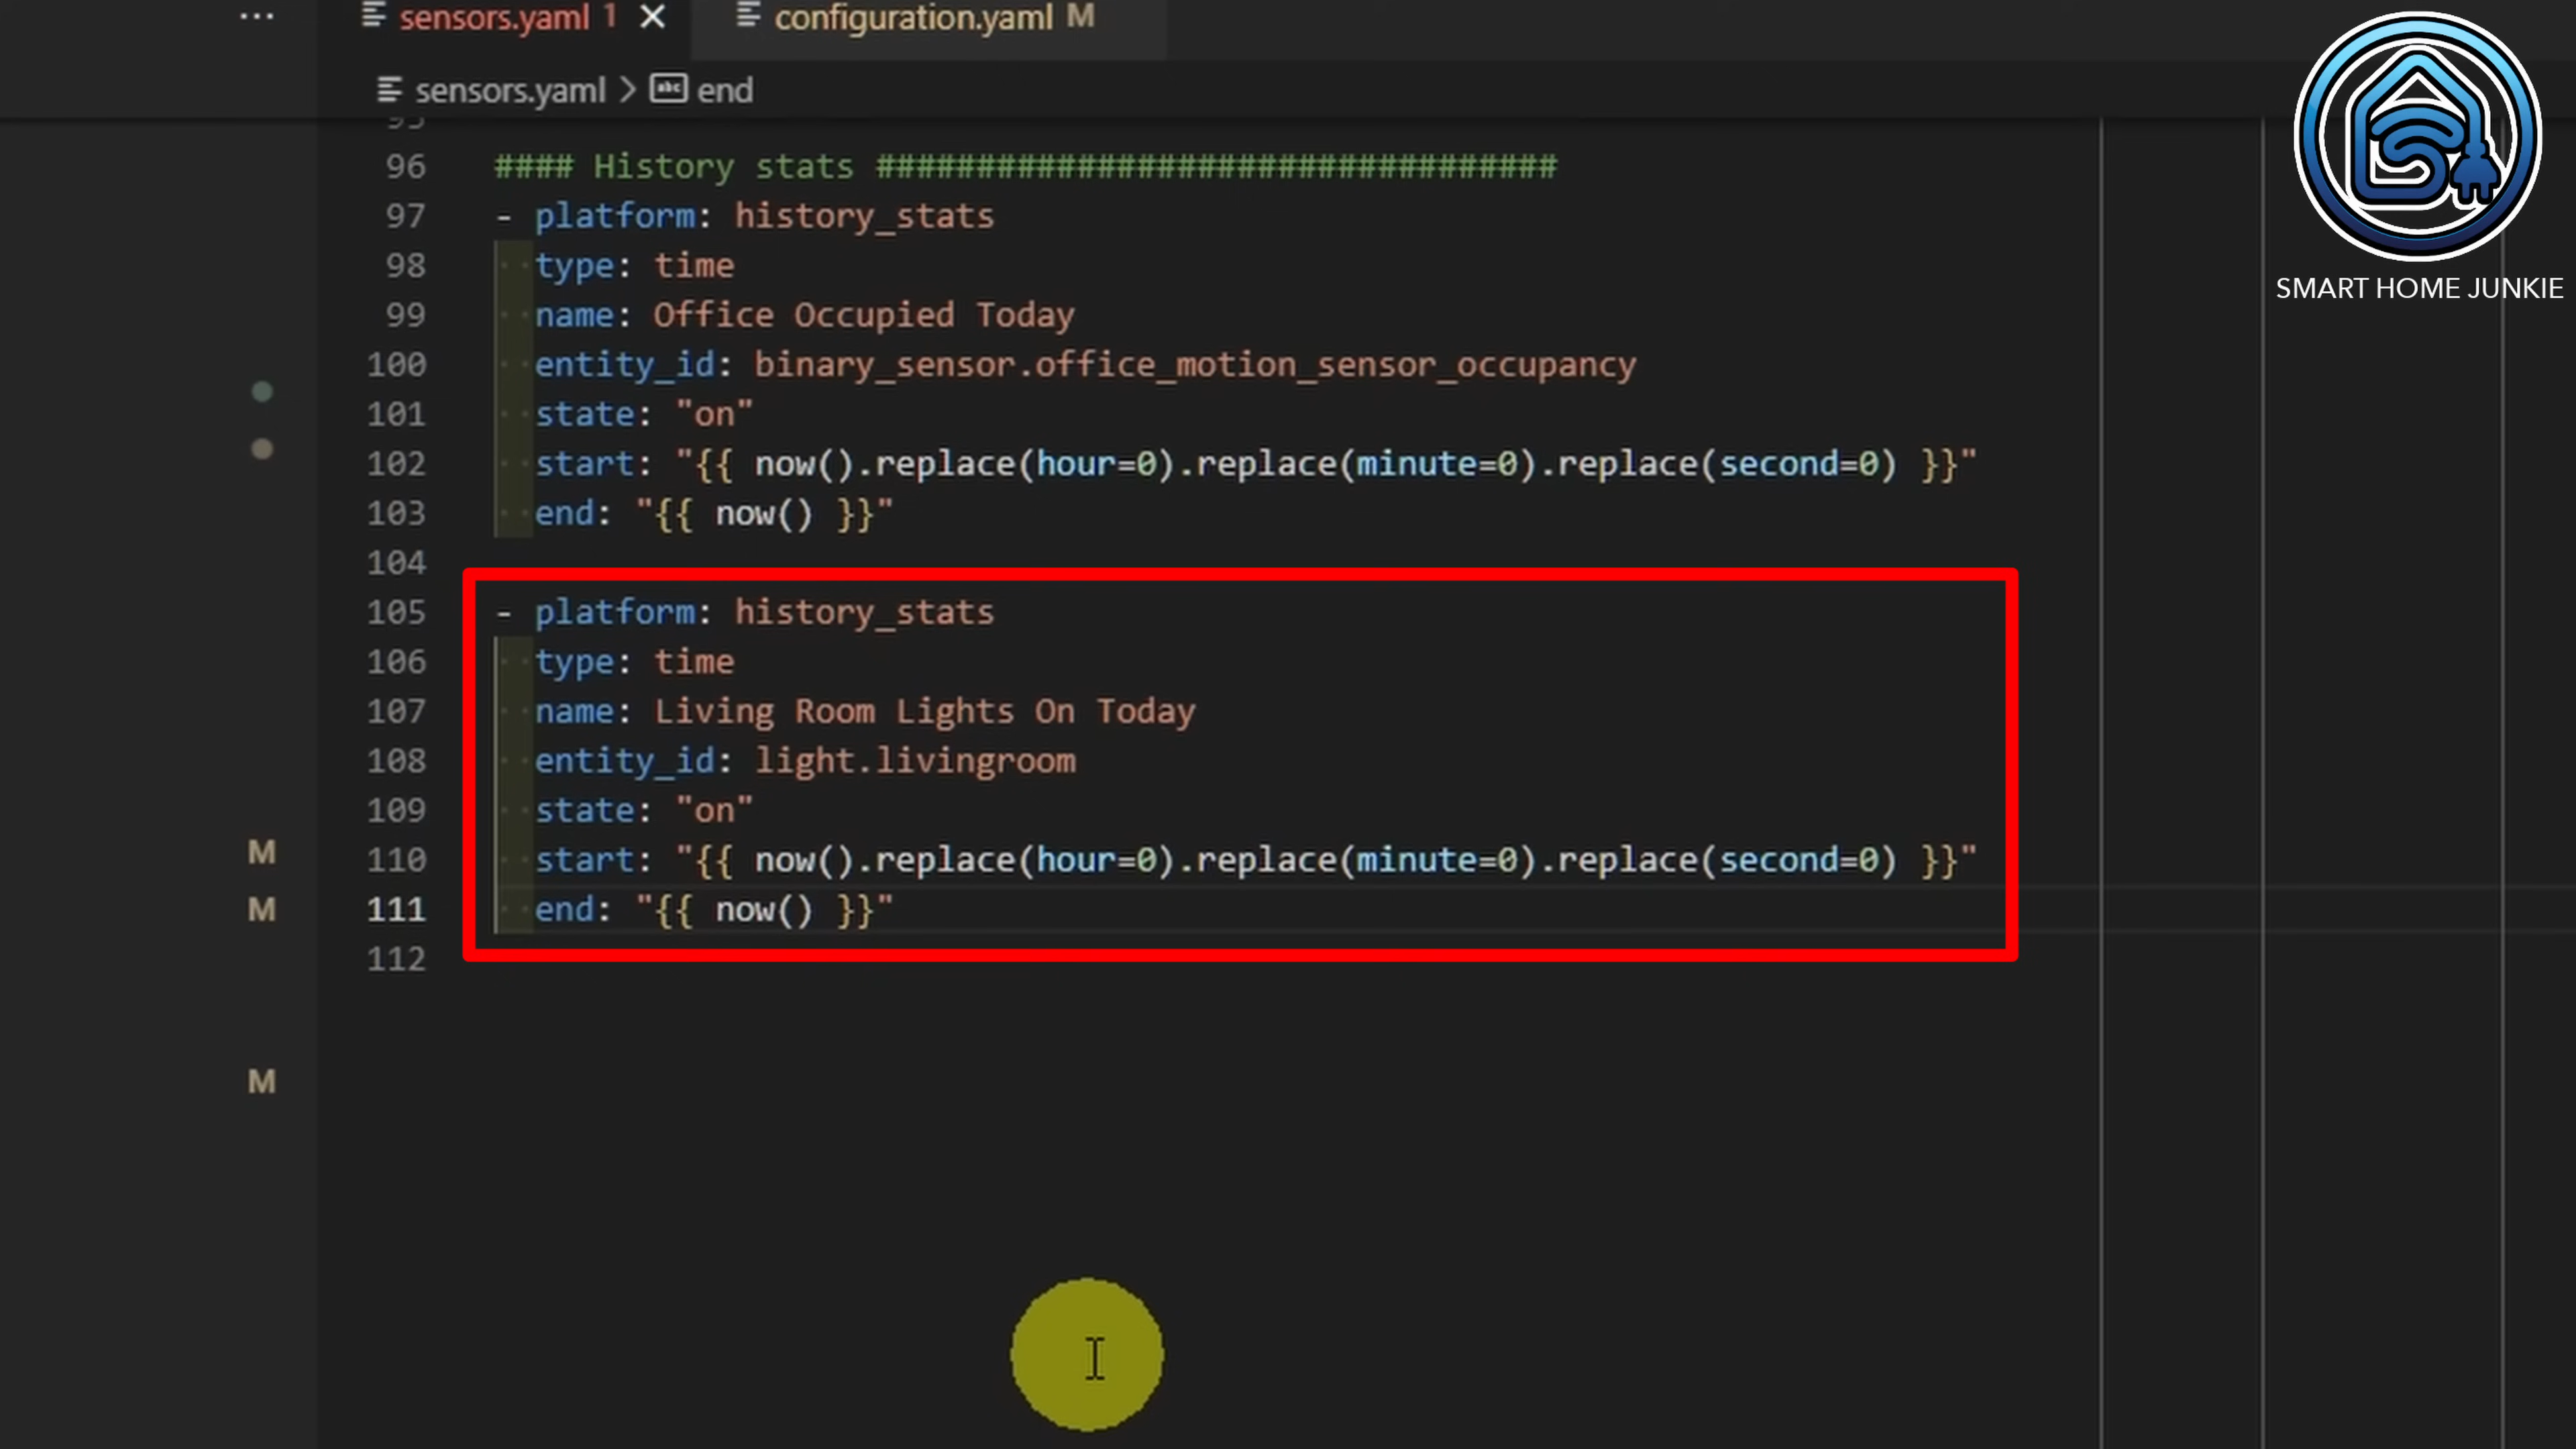 sensors.yaml 1
configuration.yaml M
sensors.yaml > abc end
96 #### History stats ##################################
97 - platform: history_stats
98 type: time
99 name: Office Occupied Today
100 entity_id: binary_sensor.office_motion_sensor_occupancy
101 state: "on"
102 start: "{{ now().replace(hour=0).replace(minute=0).replace(second=0) }}"
103 end: "{{ now() }}"
104
105 - platform: history_stats
106 type: time
107 name: Living Room Lights On Today
108 entity_id: light.livingroom
109 state: "on"
M 110 start: "{{ now().replace(hour=0).replace(minute=0).replace(second=0) }}"
M 111 end: "{{ now() }}"
112
M
SMART HOME JUNKIE